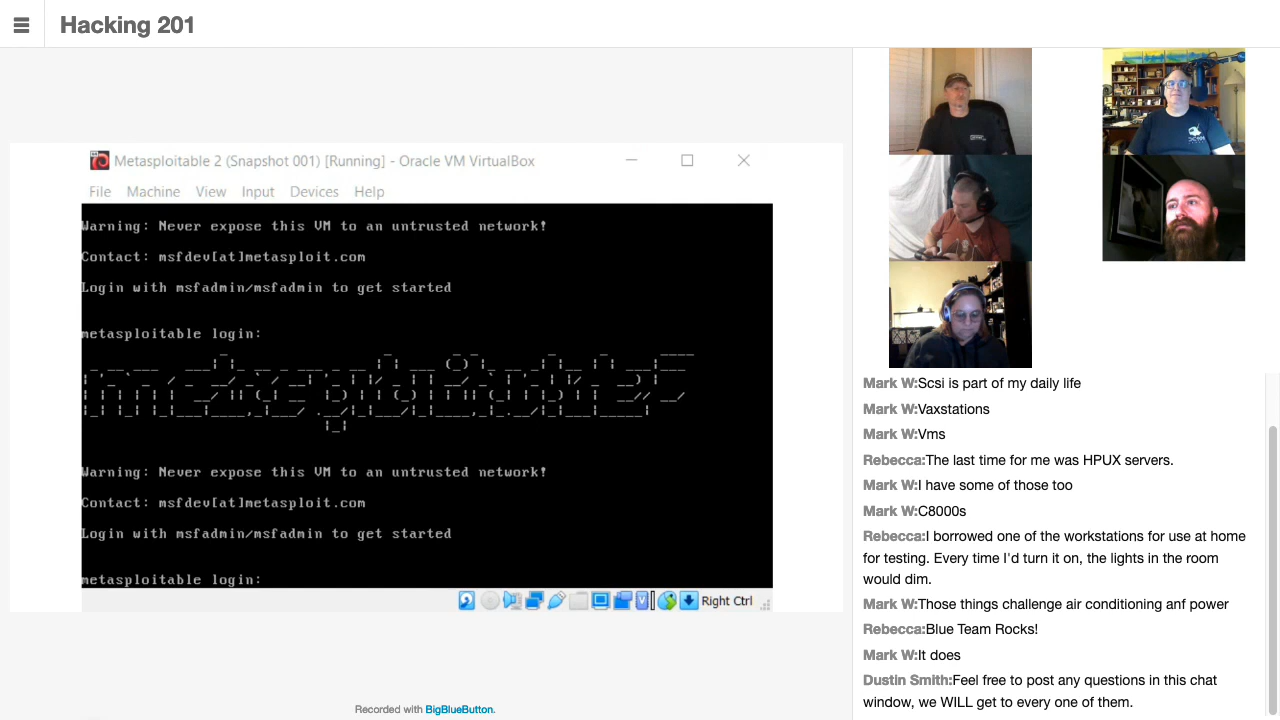 Hacking 201
Metasploitable 2 (Snapshot 001) [Running] - Oracle VM VirtualBox
File Machine View Input Devices Help
Warning: Never expose this VM to an untrusted network!
Contact: msfdev[at]metasploit.com
Login with msfadmin/msfadmin to get started
metasploitable login:
Warning: Never expose this VM to an untrusted network!
Contact: msfdev[at]metasploit.com
Login with msfadmin/msfadmin to get started
metasploitable login:
Right Ctrl
Recorded with BigBlueButton.
Mark W:Scsi is part of my daily life
Mark W:Vaxstations
Mark W:Vms
Rebecca:The last time for me was HPUX servers.
Mark W:I have some of those too
Mark W:C8000s
Rebecca:I borrowed one of the workstations for use at home
for testing. Every time I'd turn it on, the lights in the room
would dim.
Mark W:Those things challenge air conditioning anf power
Rebecca:Blue Team Rocks!
Mark W:It does
Dustin Smith:Feel free to post any questions in this chat
window, we WILL get to every one of them.